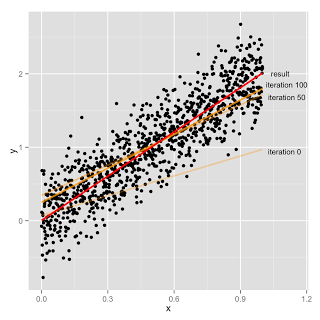 2
result
iteration 100
iteration 50
y
1
iteration 0
0
0.0 0.3 0.6 0.9 1.2
x